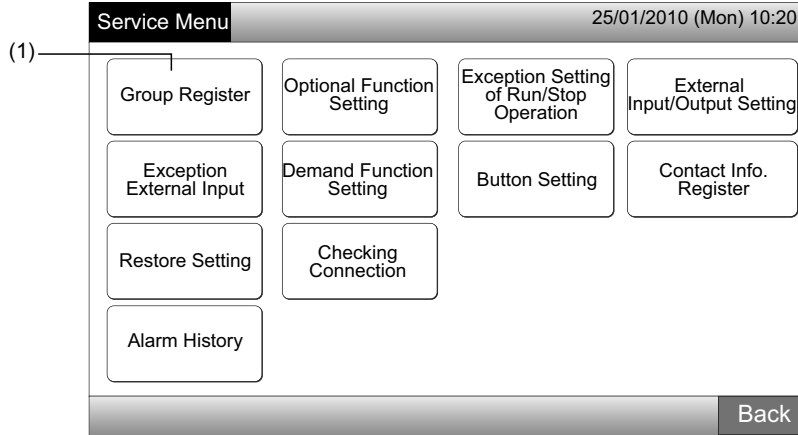 Service Menu
25/01/2010 (Mon) 10:20
(1)
Group Register
Optional Function
Setting
Exception Setting
of Run/Stop
Operation
External
Input/Output Setting
Exception
External Input
Demand Function
Setting
Button Setting
Contact Info.
Register
Restore Setting
Checking
Connection
Alarm History
Back